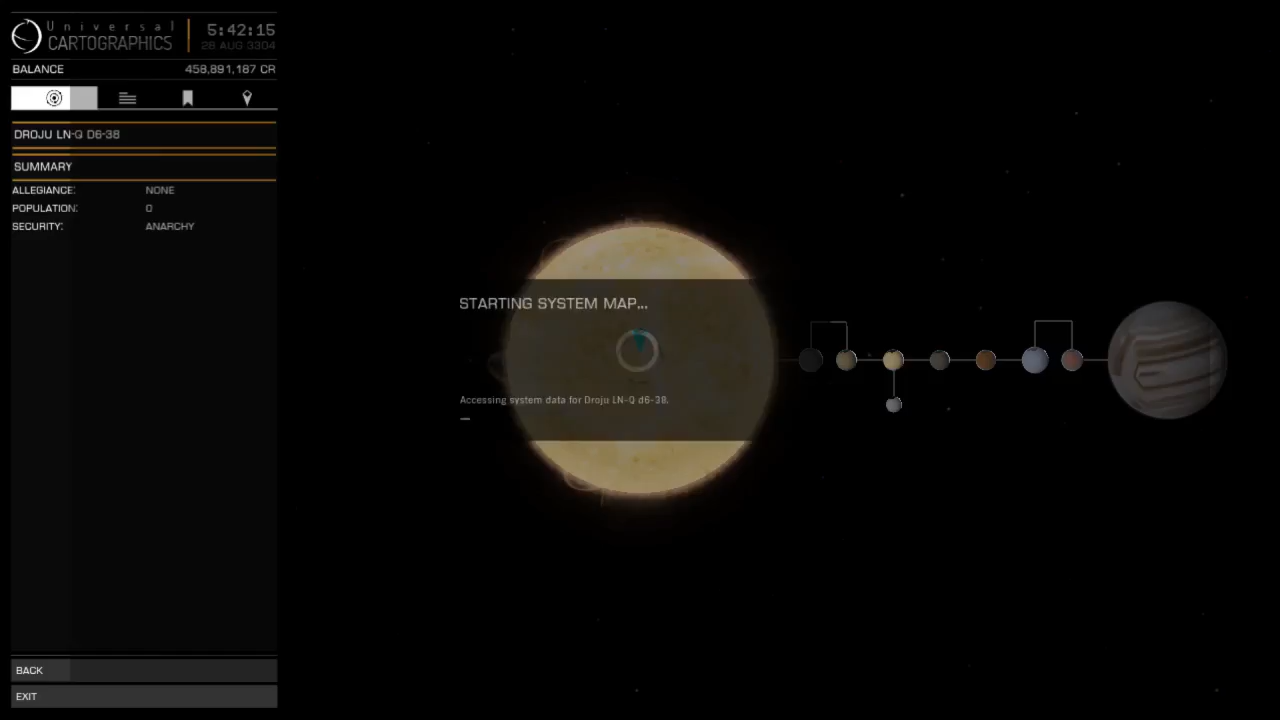 Universal
CARTOGRAPHICS
5:42:15
28 AUG 3304
BALANCE 458,891,187 CR
DROJU LN-Q D6-38
SUMMARY
ALLEGIANCE: NONE
POPULATION: 0
SECURITY: ANARCHY
STARTING SYSTEM MAP...
Accessing system data for Droju LN-Q d6-38.
BACK
EXIT